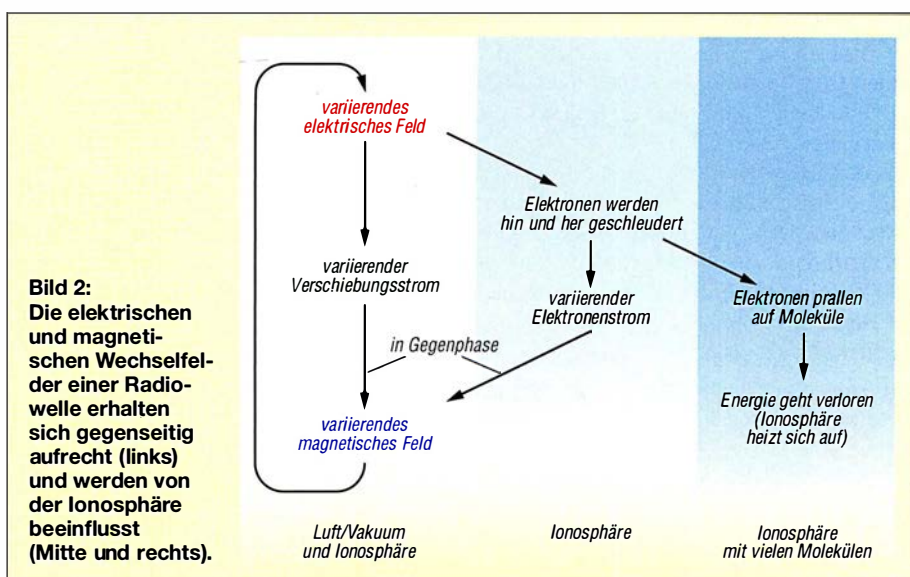 variierendes
elektrisches Feld
Elektronen werden
hin und her geschleudert
variierender
Verschiebungsstrom
variierender
Elektronenstrom
Elektronen prallen
auf Moleküle
in Gegenphase
Energie geht verloren
(Ionosphäre
heizt sich auf)
variierendes
magnetisches Feld
Luft/Vakuum
und Ionosphäre
Ionosphäre
Ionosphäre
mit vielen Molekülen
Bild 2:
Die elektrischen
und magneti-
schen Wechselfel-
der einer Radio-
welle erhalten
sich gegenseitig
aufrecht (links)
und werden von
der Ionosphäre
beeinflusst
(Mitte und rechts).